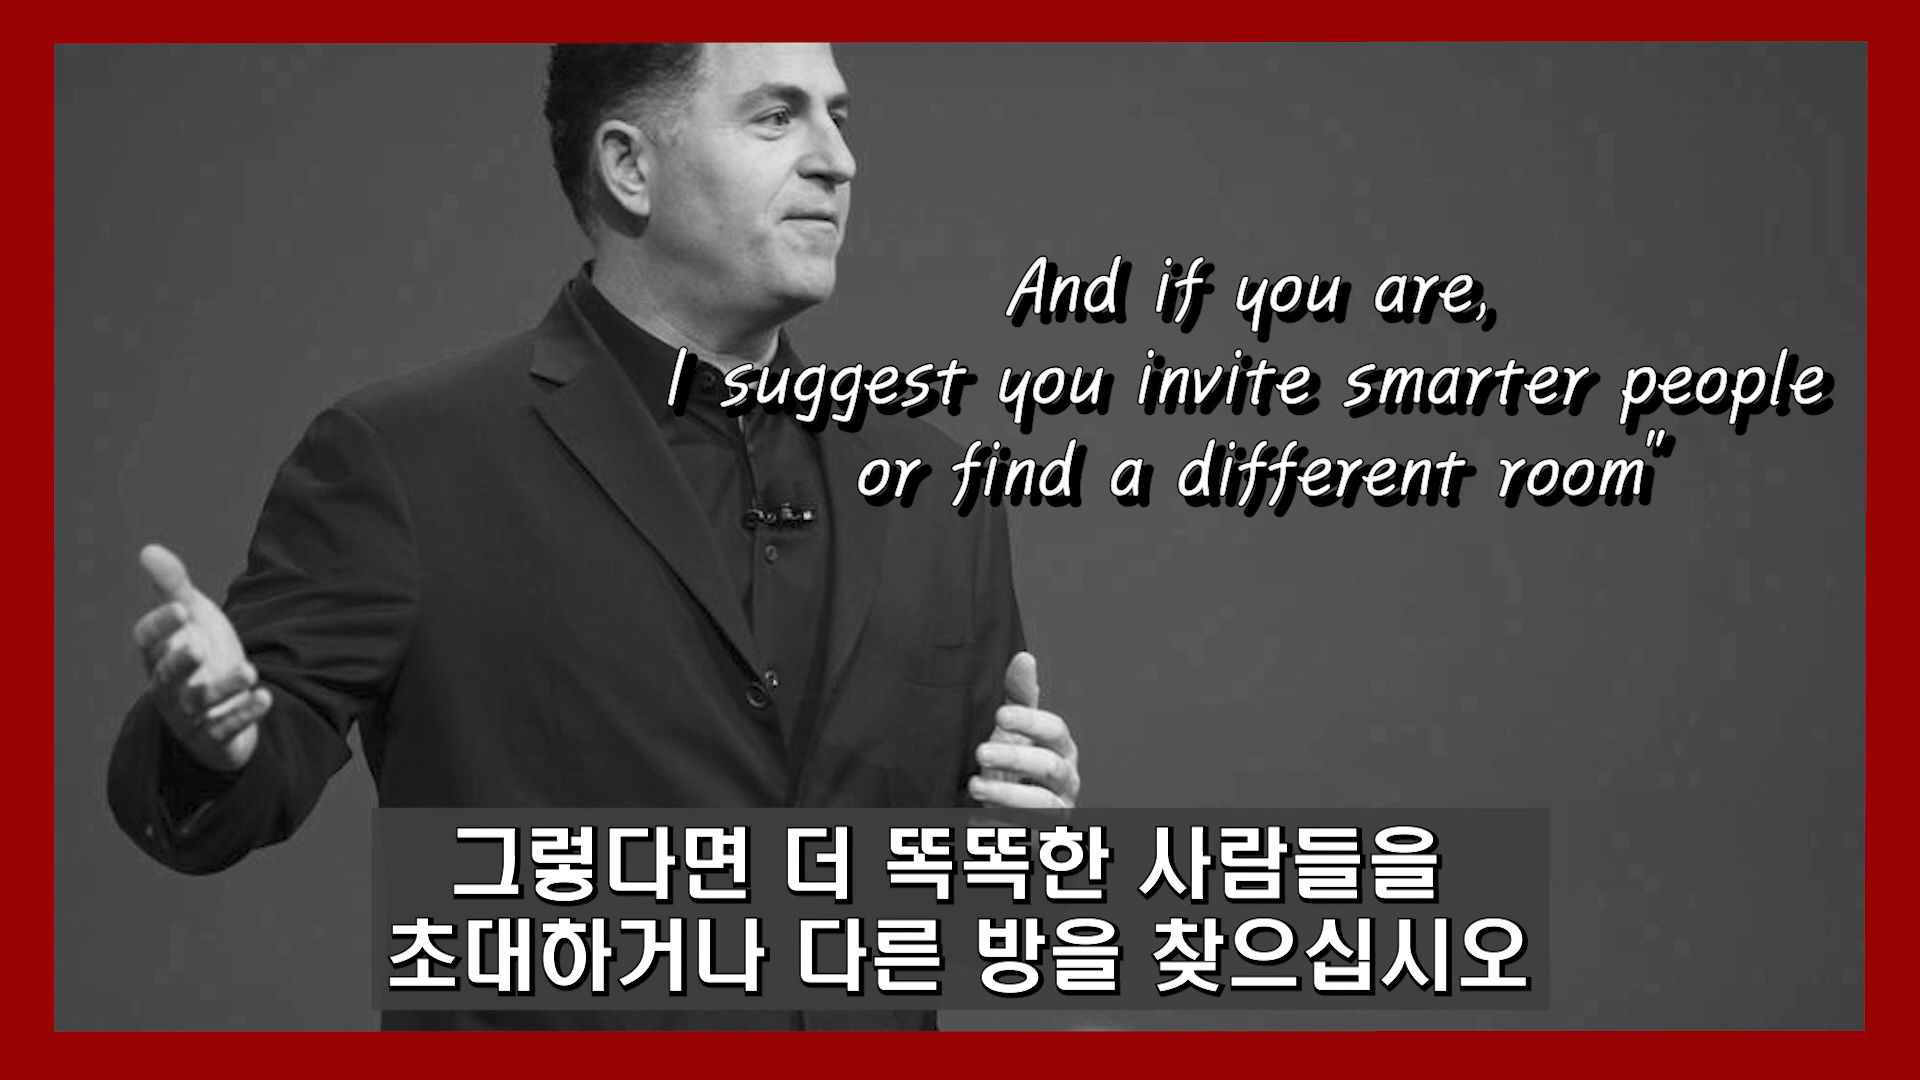 And if you are,
I suggest you invite smarter people
or find a different room"
그렇다면 더 똑똑한 사람들을
초대하거나 다른 방을 찾으십시오